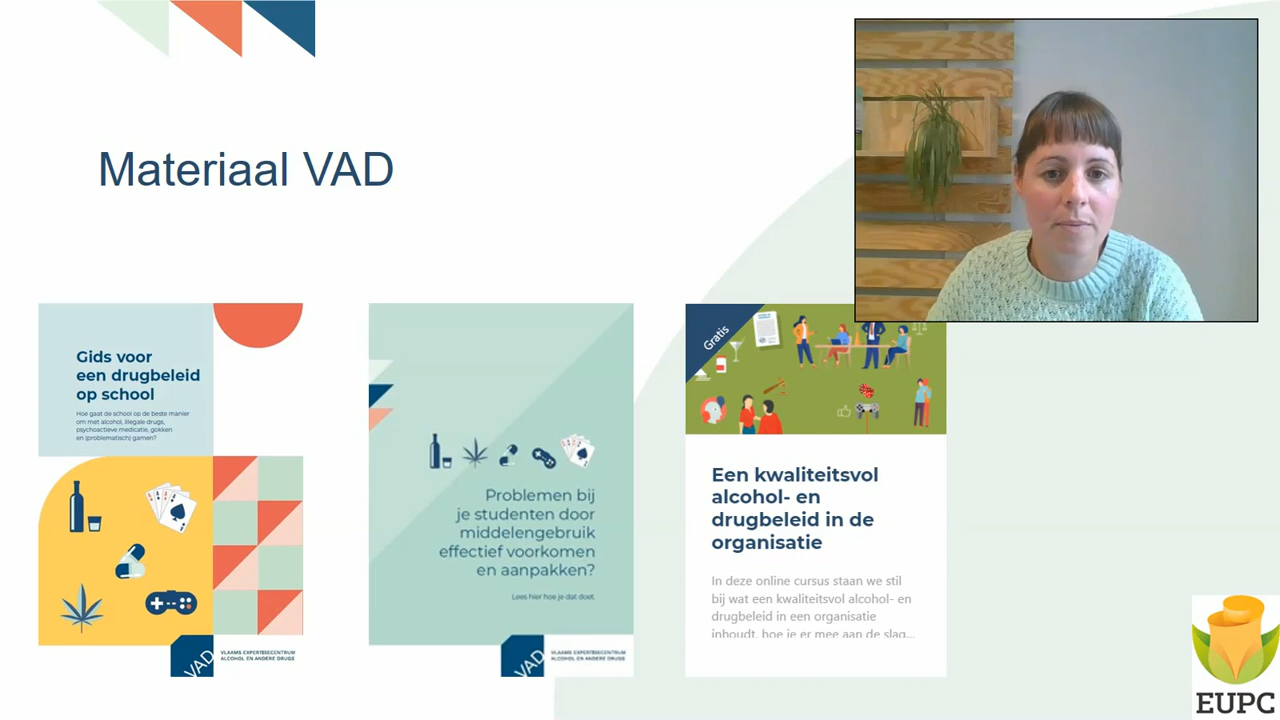 Materiaal VAD
Gids voor
een drugbeleid
op school
Hoe gaat de school op de beste manier
om met alcohol, illegale drugs,
psychoactieve medicatie, gokken
en (problematisch) gamen?
VAD
VLAAMS EXPERTISECENTRUM
ALCOHOL EN ANDERE DRUGS
Problemen bij
je studenten door
middelengebruik
effectief voorkomen
en aanpakken?
Lees hier hoe je dat doet.
VAD
VLAAMS EXPERTISECENTRUM
ALCOHOL EN ANDERE DRUGS
Gratis
Een kwaliteitsvol
alcohol- en
drugbeleid in de
organisatie
In deze online cursus staan we stil
bij wat een kwaliteitsvol alcohol- en
drugbeleid in een organisatie
inhoudt, hoe je er mee aan de slag...
EUPC